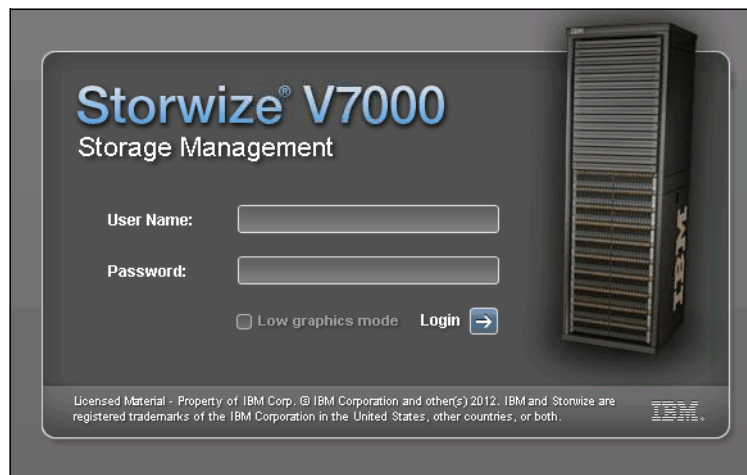 IBM
Storwize® V7000
Storage Management
User Name:
Password:
Low graphics mode
Login
IBM
Licensed Material - Property of IBM Corp. © IBM Corporation and other(s) 2012. IBM and Storwize are
registered trademarks of the IBM Corporation in the United States, other countries, or both.
IBM.